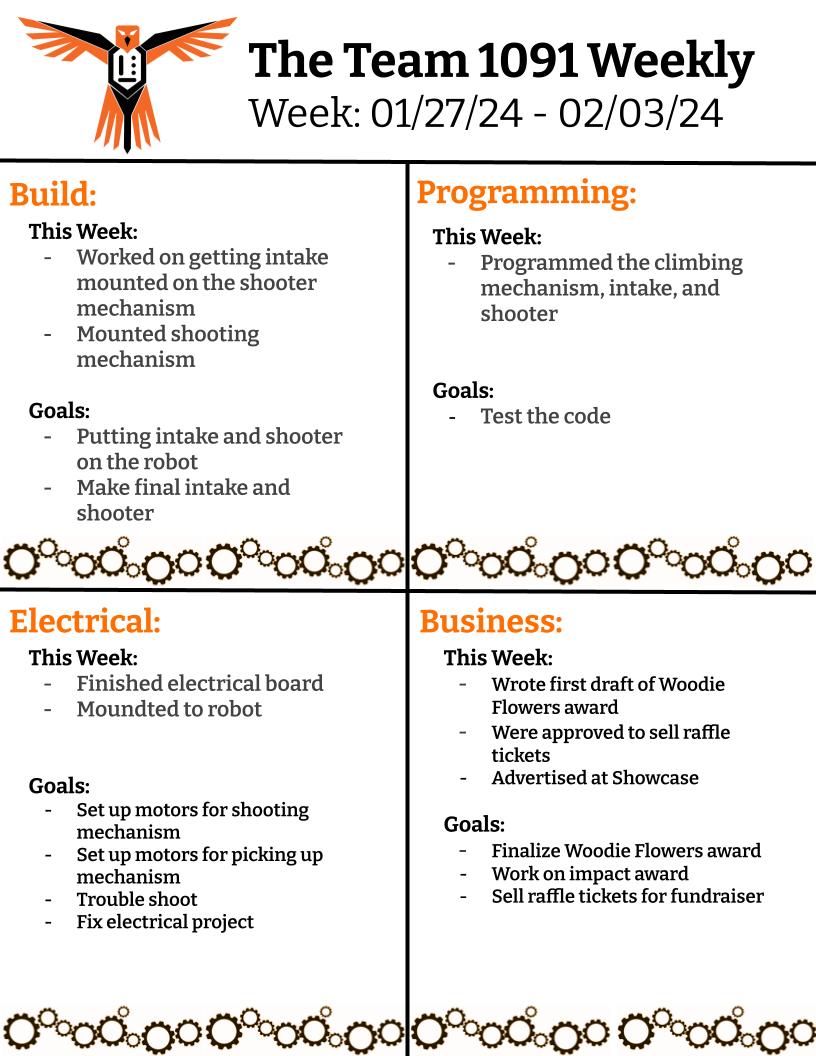 The Team 1091 Weekly
Week: 01/27/24 - 02/03/24
Build:
This Week:
- Worked on getting intake
mounted on the shooter
mechanism
- Mounted shooting
mechanism
Goals:
- Putting intake and shooter
on the robot
- Make final intake and
shooter
Programming:
This Week:
- Programmed the climbing
mechanism, intake, and
shooter
Goals:
- Test the code
Electrical:
This Week:
- Finished electrical board
- Moundted to robot
Goals:
- Set up motors for shooting
mechanism
- Set up motors for picking up
mechanism
- Trouble shoot
- Fix electrical project
Business:
This Week:
- Wrote first draft of Woodie
Flowers award
- Were approved to sell raffle
tickets
- Advertised at Showcase
Goals:
- Finalize Woodie Flowers award
- Work on impact award
- Sell raffle tickets for fundraiser